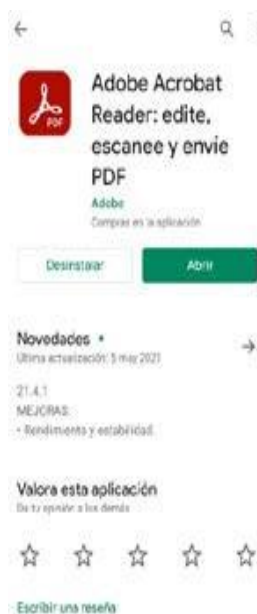 PDF
Adobe Acrobat
Reader: edite,
escanee y envie
PDF
Adobe
Compras en la aplicación
Desinstalar
Abrir
Novedades •
Última actualización: 5 may 2021
21.4.1
MEJORAS:
• Rendimiento y estabilidad.
Valora esta aplicación
Da tu opinión a los demás
Escribir una reseña